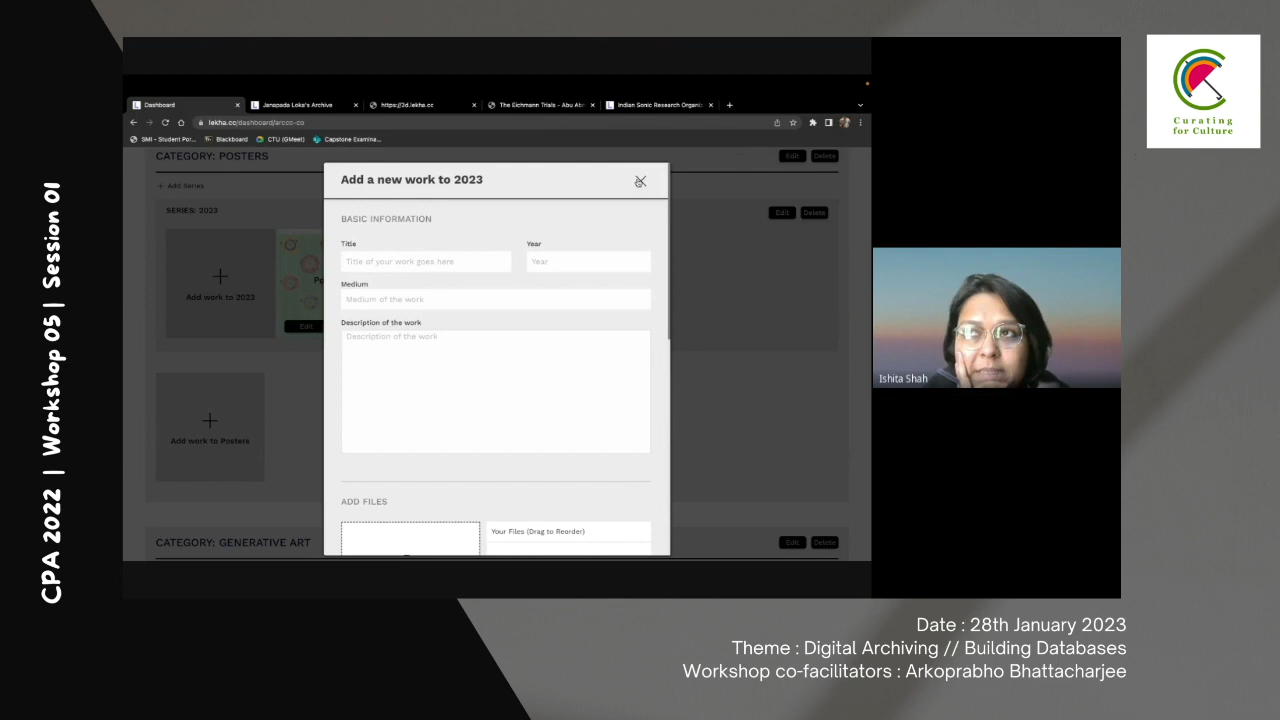 CPA 2022 | Workshop 05 | Session 01
Dashboard
Janapada Loka's Archive
https://2d.lekha.cc
The Eichmann Trials - Abu Ab
Indian Sonic Research Organiz
lekha.cc/dashboard/arccc-co
SMI - Student Por...
Blackboard
CTU (GMeet)
Capstone Examina...
CATEGORY: POSTERS
Edit
Delete
+ Add Series
SERIES: 2023
Edit
Delete
Add work to 2023
Po
Edit
Add work to Posters
CATEGORY: GENERATIVE ART
Edit
Delete
Add a new work to 2023
BASIC INFORMATION
Title
Year
Title of your work goes here
Year
Medium
Medium of the work
Description of the work
Description of the work
ADD FILES
Your Files (Drag to Reorder)
Ishita Shah
Curating
for Culture
Date : 28th January 2023
Theme : Digital Archiving // Building Databases
Workshop co-facilitators : Arkoprabho Bhattacharjee